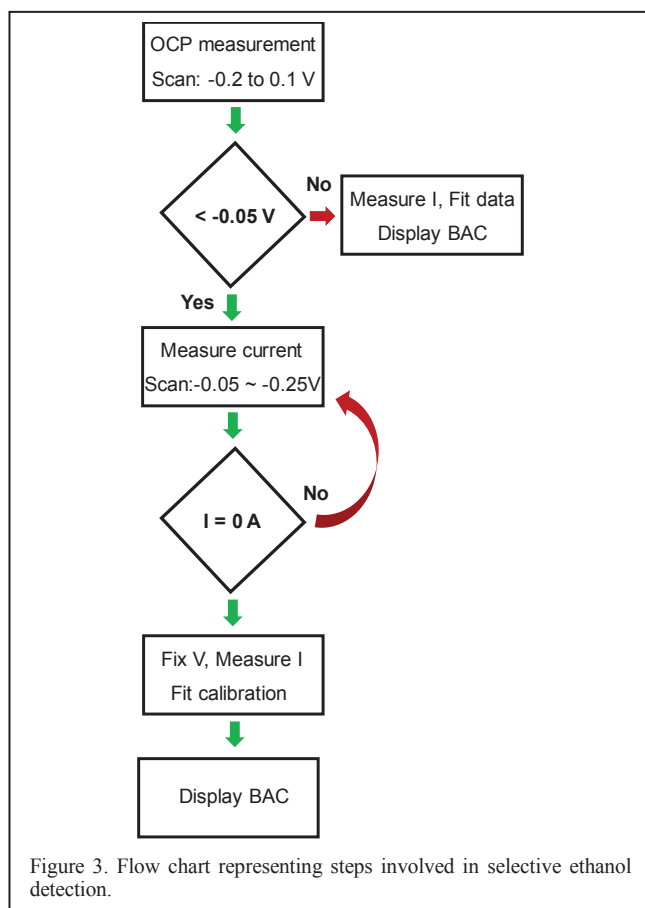 OCP measurement
Scan: -0.2 to 0.1 V
< -0.05 V
No
Measure I, Fit data
Display BAC
Yes
Measure current
Scan:-0.05 ~ -0.25V
I = 0 A
No
Fix V, Measure I
Fit calibration
Display BAC
Figure 3. Flow chart representing steps involved in selective ethanol
detection.